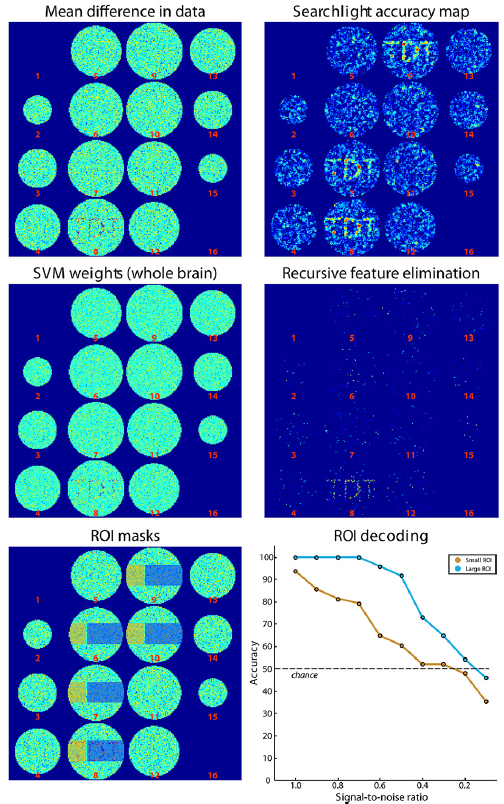 Mean difference in data
1 5 9 13
2 6 10 14
3 7 11 15
4 8 12 16
Searchlight accuracy map
1 5 9 13
2 6 10 14
3 7 11 15
4 8 12 16
SVM weights (whole brain)
1 5 9 13
2 6 10 14
3 7 11 15
4 8 12 16
Recursive feature elimination
1 5 9 13
2 6 10 14
3 7 11 15
4 8 12 16
TDT
ROI masks
1 5 9 13
2 6 10 14
3 7 11 15
4 8 12 16
ROI decoding
Small ROI
Large ROI
Accuracy
100
90
80
70
60
50
40
30
20
10
0
chance
1.0 0.8 0.6 0.4 0.2
Signal-to-noise ratio